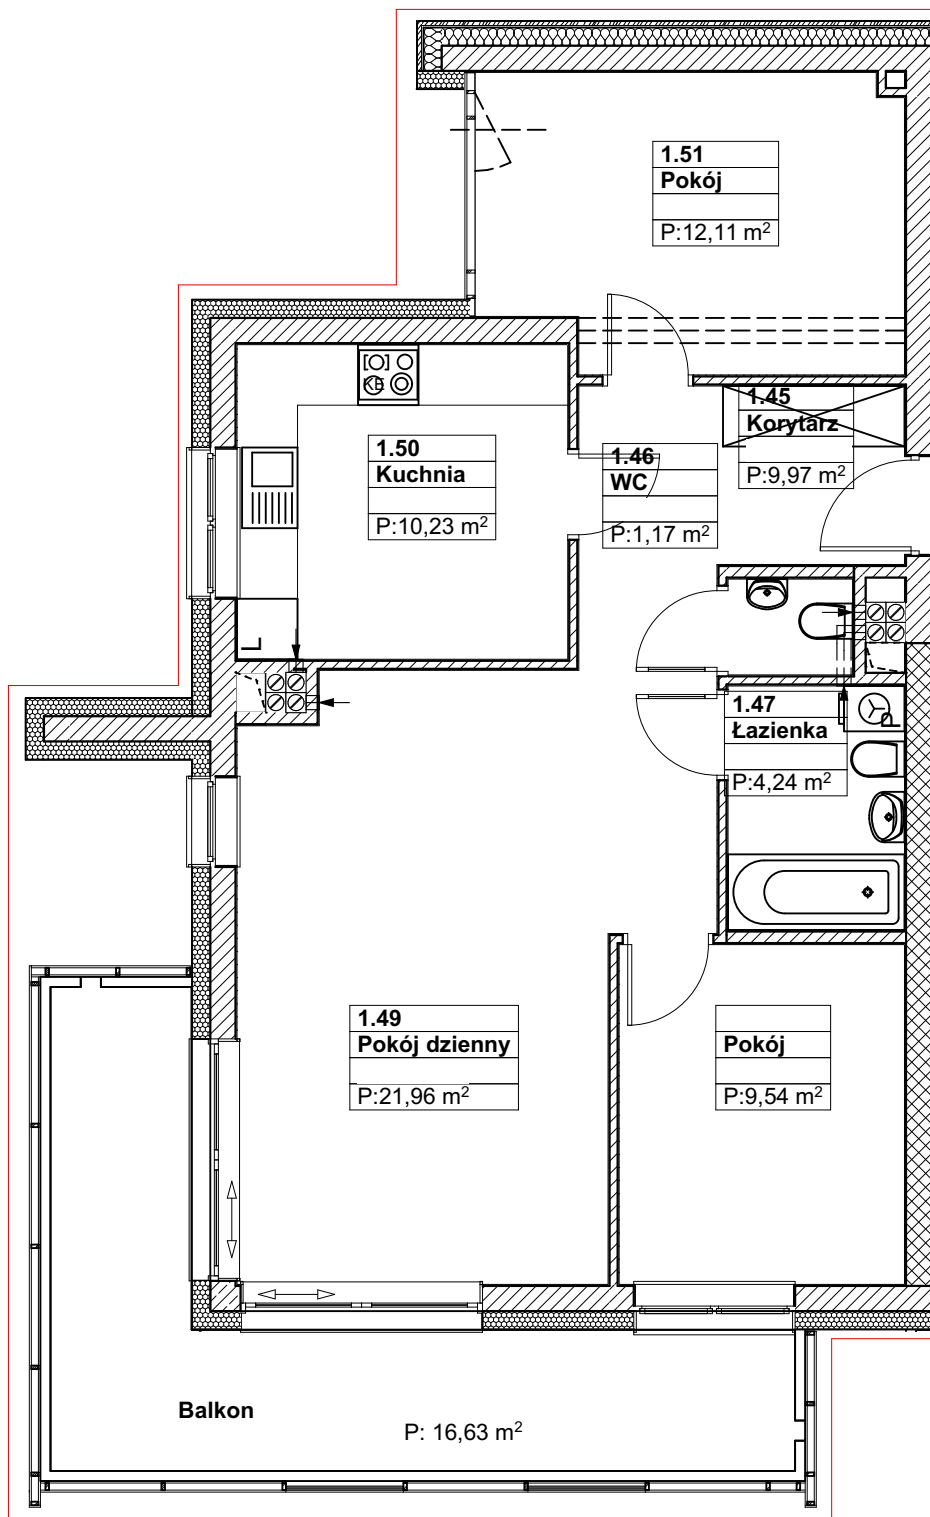 1.51
Pokój
P:12,11 m²
1.45
Korytarz
P:9,97 m²
KE
1.50
Kuchnia
P:10,23 m²
1.46
WC
P:1,17 m²
L
1.47
Łazienka
P:4,24 m²
P
1.49
Pokój dzienny
P:21,96 m²
Pokój
P:9,54 m²
Balkon
P: 16,63 m²